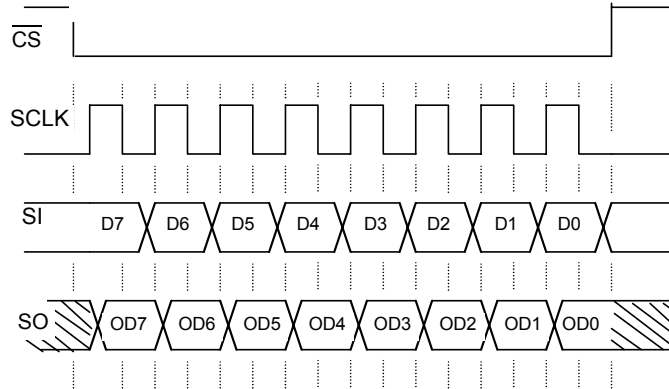 CS
SCLK
SI D7 D6 D5 D4 D3 D2 D1 D0
SO OD7 OD6 OD5 OD4 OD3 OD2 OD1 OD0